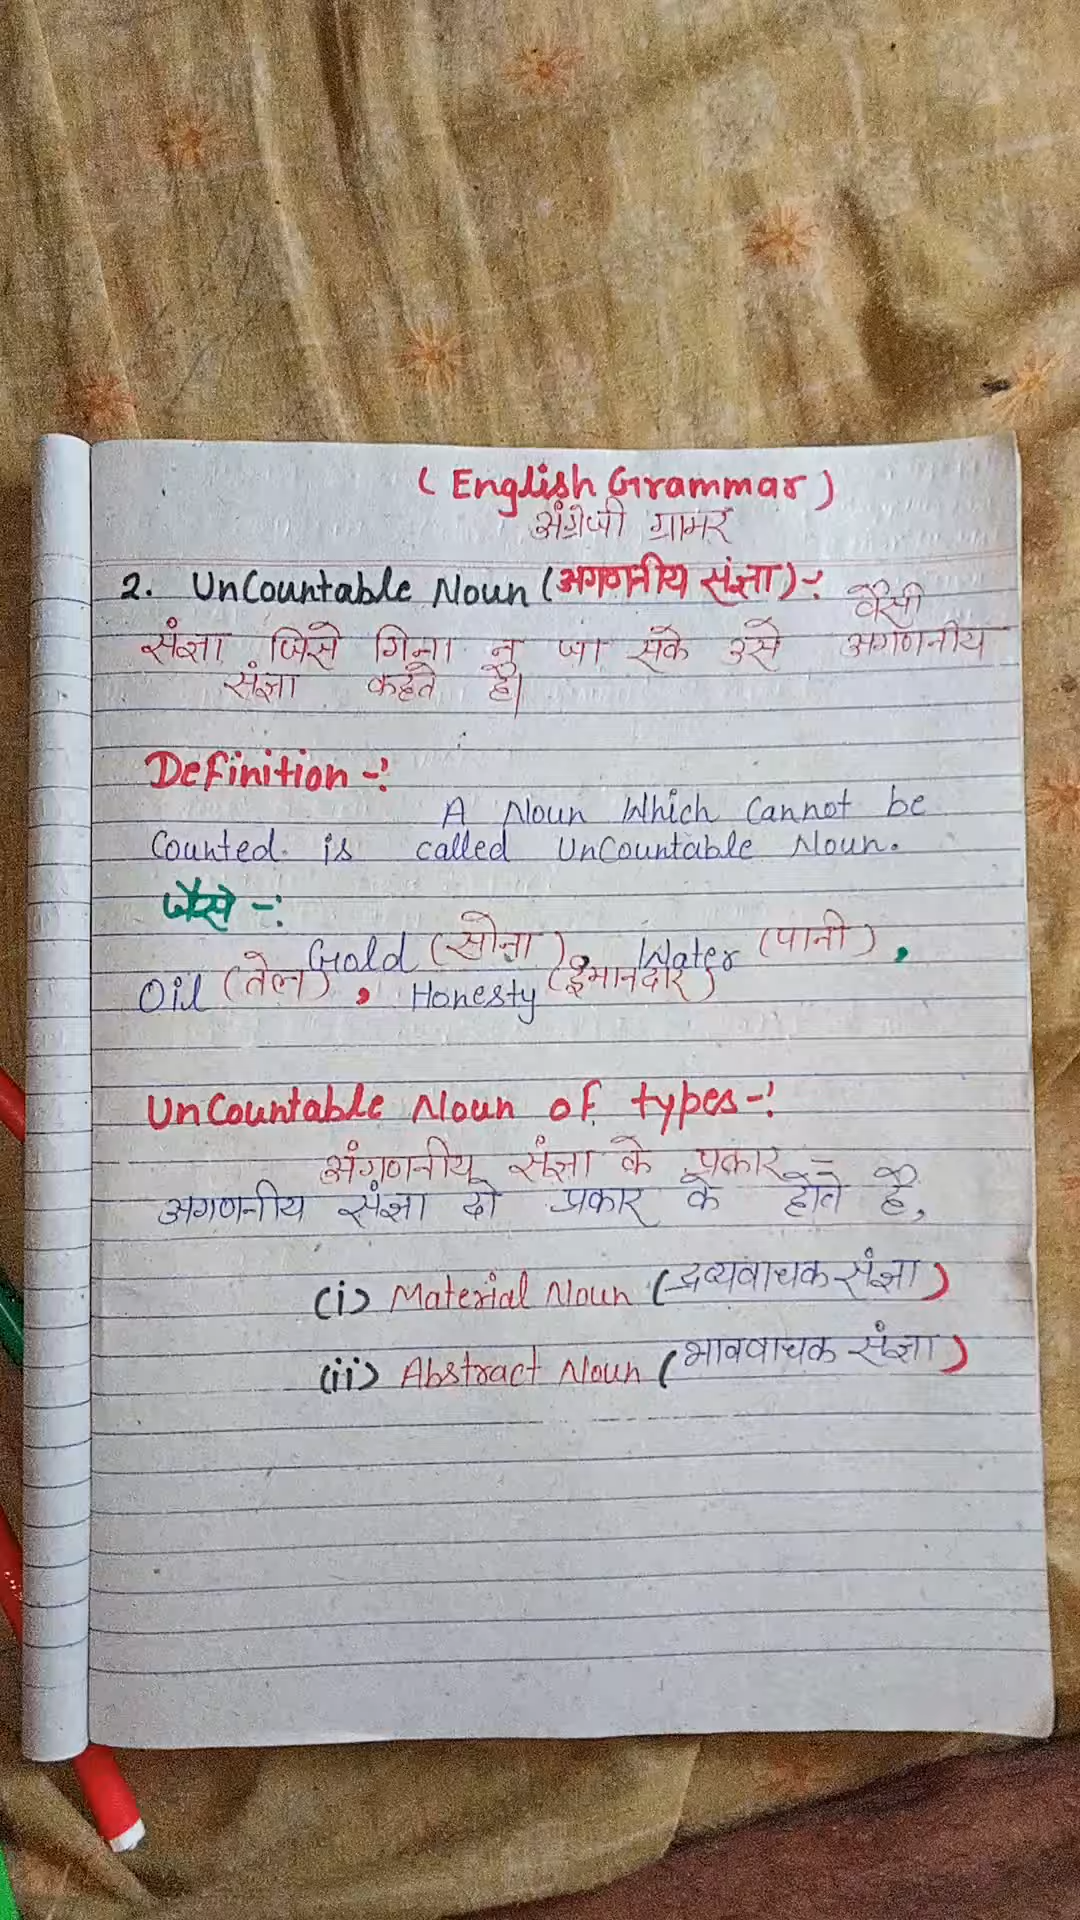 ( English Grammar )
अंग्रेजी ग्रामर
2. UnCountable Noun (अगणनीय संज्ञा) -: वैसी
संज्ञा जिसे गिना न जा सके उसे अगणनीय
संज्ञा कहते है।
Definition -:
A Noun Which Cannot be
Counted. is called UnCountable Noun.
जैसे -:
Gold (सोना), Water (पानी),
Oil (तेल), Honesty (ईमानदार)
UnCountable Noun of types -:
अंगणनीय संज्ञा के प्रकार -
अगणनीय संज्ञा दो प्रकार के होते है,
(i) Material Noun (द्रव्यवाचक संज्ञा)
(ii) Abstract Noun (भाववाचक संज्ञा)